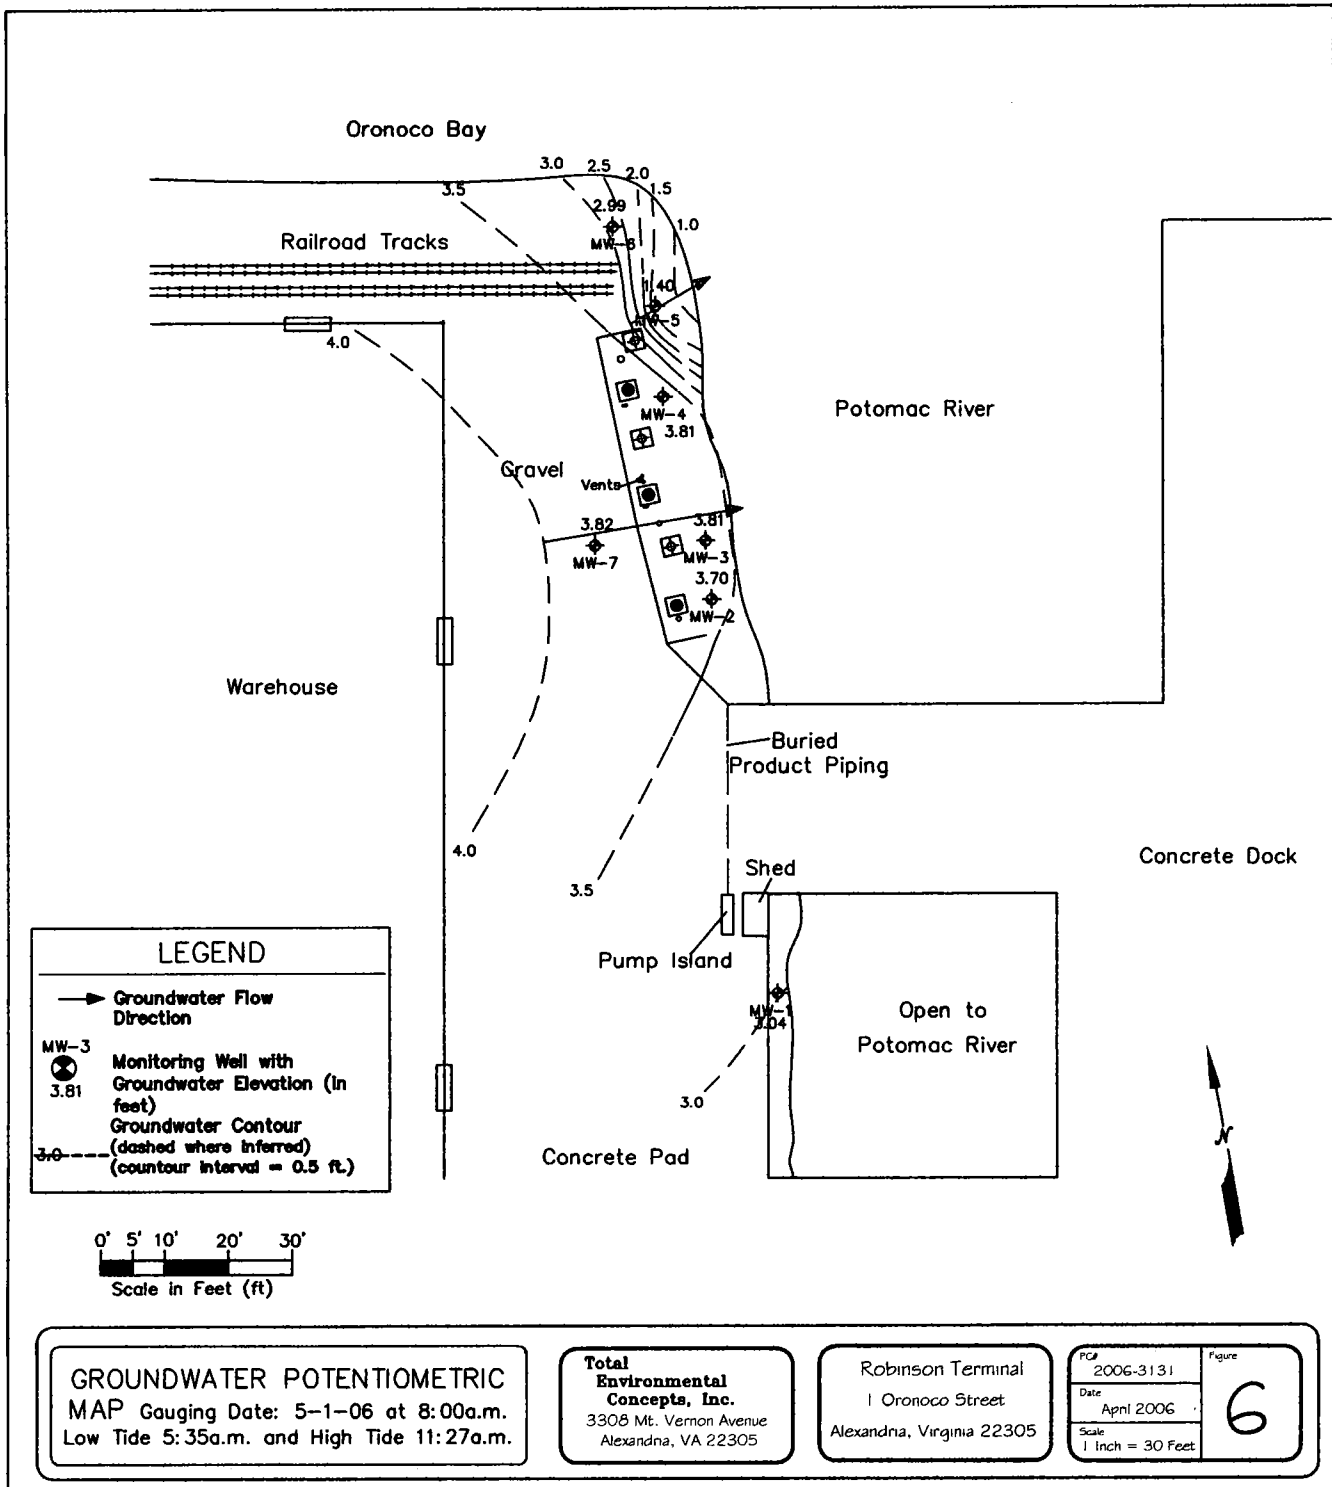 Oronoco Bay
3.0
2.5
2.0
1.5
1.0
3.5
2.99
MW-6
Railroad Tracks
1.40
MW-5
4.0
MW-4
3.81
Potomac River
Gravel
Vents
3.82
MW-7
3.81
MW-3
3.70
MW-2
Warehouse
Buried
Product Piping
4.0
3.5
Concrete Dock
Shed
Pump Island
MW-1
3.04
Open to
Potomac River
3.0
Concrete Pad
N
LEGEND
Groundwater Flow
Direction
MW-3
3.81
Monitoring Well with
Groundwater Elevation (in
feet)
3.0
Groundwater Contour
(dashed where inferred)
(countour interval = 0.5 ft.)
0' 5' 10' 20' 30'
Scale in Feet (ft)
GROUNDWATER POTENTIOMETRIC
MAP Gauging Date: 5-1-06 at 8:00a.m.
Low Tide 5:35a.m. and High Tide 11:27a.m.
Total
Environmental
Concepts, Inc.
3308 Mt. Vernon Avenue
Alexandria, VA 22305
Robinson Terminal
1 Oronoco Street
Alexandria, Virginia 22305
PC#
2006-3131
Date
April 2006
Scale
1 Inch = 30 Feet
Figure
6